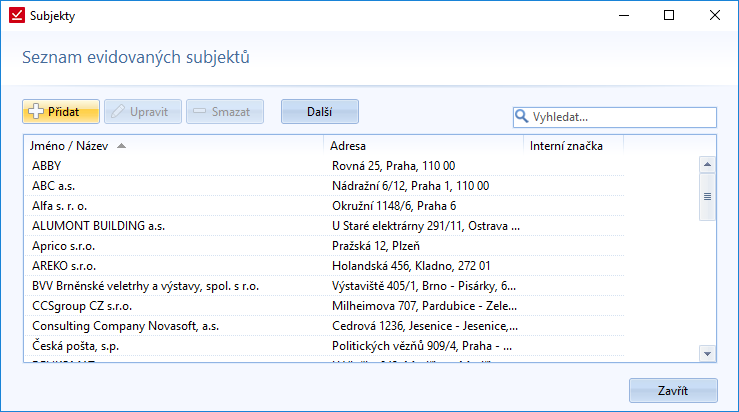 Subjekty
Seznam evidovaných subjektů
Přidat Upravit Smazat Další Vyhledat...
Jméno / Název Adresa Interní značka
ABBY Rovná 25, Praha, 110 00
ABC a.s. Nádražní 6/12, Praha 1, 110 00
Alfa s. r. o. Okružní 1148/6, Praha 6
ALUMONT BUILDING a.s. U Staré elektrárny 291/11, Ostrava ...
Aprico s.r.o. Pražská 12, Plzeň
AREKO s.r.o. Holandská 456, Kladno, 272 01
BVV Brněnské veletrhy a výstavy, spol. s r.o. Výstaviště 405/1, Brno - Pisárky, 6...
CCSgroup CZ s.r.o. Milheimova 707, Pardubice - Zele...
Consulting Company Novasoft, a.s. Cedrová 1236, Jesenice - Jesenice,...
Česká pošta, s.p. Politických vězňů 909/4, Praha - ...
Zavřít